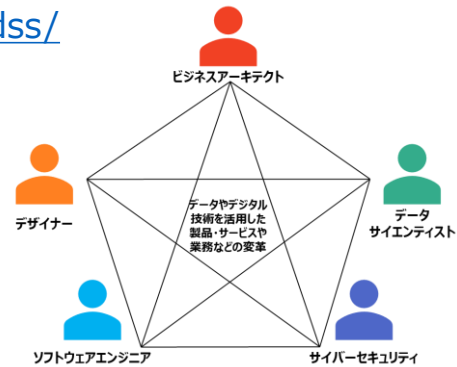 dss/
ビジネスアーキテクト
デザイナー
データやデジタル
技術を活用した
製品・サービスや
業務などの変革
データ
サイエンティスト
ソフトウェアエンジニア
サイバーセキュリティ